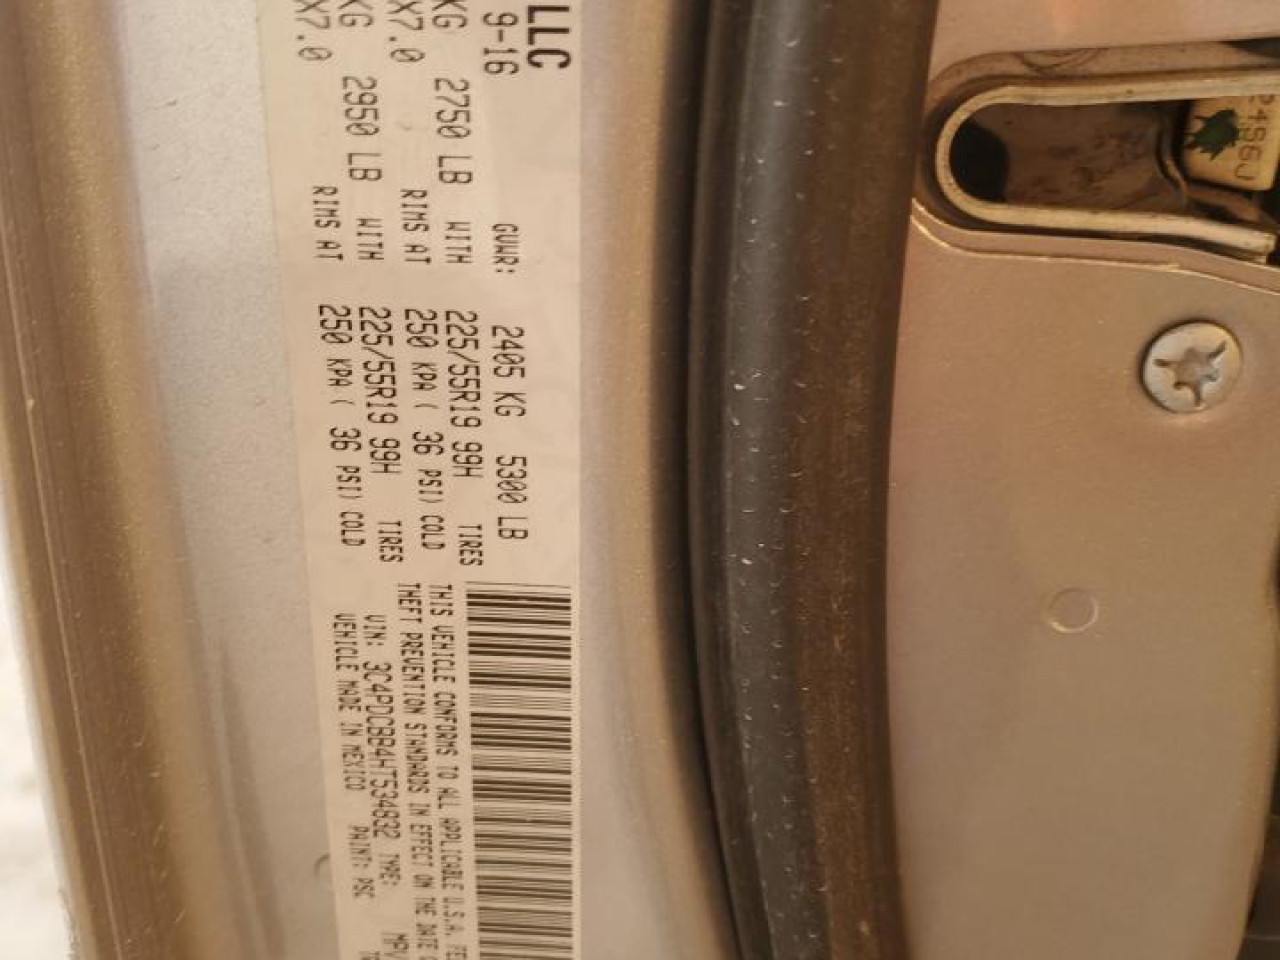 LLC
9-16 GVWR: 2405 KG 5300 LB
KG 2750 LB WITH 225/55R19 99H TIRES
X7.0 RIMS AT 250 KPA ( 36 PSI) COLD
KG 2950 LB WITH 225/55R19 99H TIRES
X7.0 RIMS AT 250 KPA ( 36 PSI) COLD
THIS VEHICLE CONFORMS TO ALL APPLICABLE U.S.A. FE
THEFT PREVENTION STANDARDS IN EFFECT ON THE DATE
VIN: 3C4PDCBB4HT534932 TYPE: MPV
VEHICLE MADE IN MEXICO PAINT: PSC
24S6J